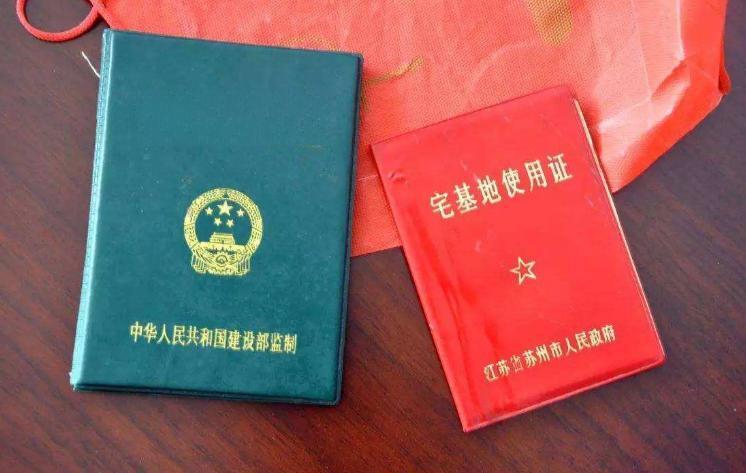 中华人民共和国建设部监制
宅基地使用证
江苏省苏州市人民政府